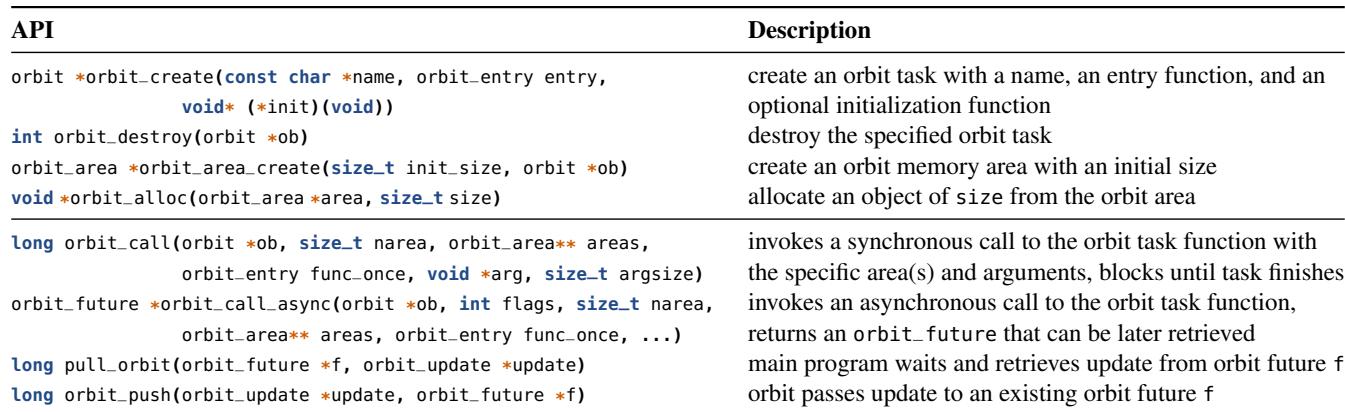 API Description
orbit *orbit_create(const char *name, orbit_entry entry, create an orbit task with a name, an entry function, and an
void* (*init)(void)) optional initialization function
int orbit_destroy(orbit *ob) destroy the specified orbit task
orbit_area *orbit_area_create(size_t init_size, orbit *ob) create an orbit memory area with an initial size
void *orbit_alloc(orbit_area *area, size_t size) allocate an object of size from the orbit area
long orbit_call(orbit *ob, size_t narea, orbit_area** areas, invokes a synchronous call to the orbit task function with
orbit_entry func_once, void *arg, size_t argsize) the specific area(s) and arguments, blocks until task finishes
orbit_future *orbit_call_async(orbit *ob, int flags, size_t narea, invokes an asynchronous call to the orbit task function,
orbit_area** areas, orbit_entry func_once, ...) returns an orbit_future that can be later retrieved
long pull_orbit(orbit_future *f, orbit_update *update) main program waits and retrieves update from orbit future f
long orbit_push(orbit_update *update, orbit_future *f) orbit passes update to an existing orbit future f